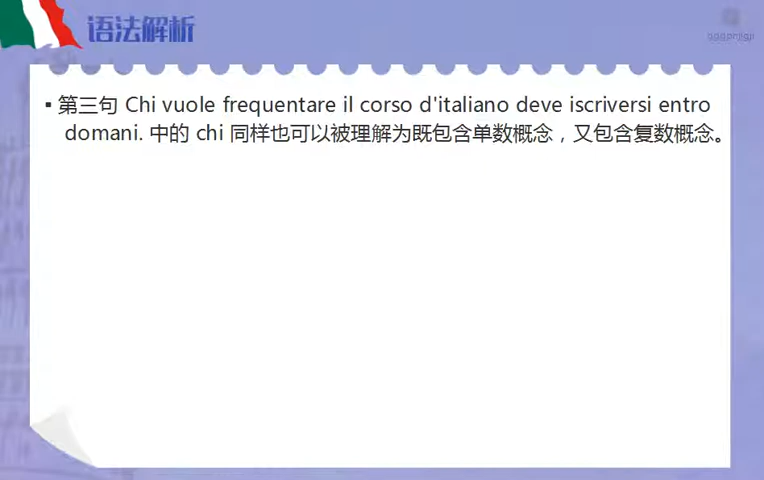 语法解析
▪ 第三句 Chi vuole frequentare il corso d'italiano deve iscriversi entro
domani. 中的 chi 同样也可以被理解为既包含单数概念，又包含复数概念。